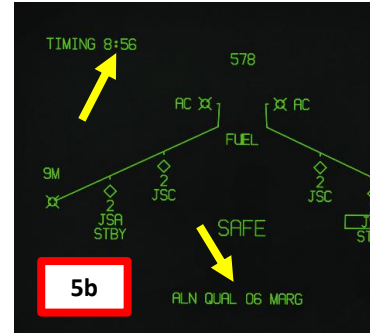 TIMING 8:56
578
AC
AC
FUEL
9M
2
JSC
2
JSA
STBY
2
JSC
SAFE
5b
ALN QUAL 06 MARG